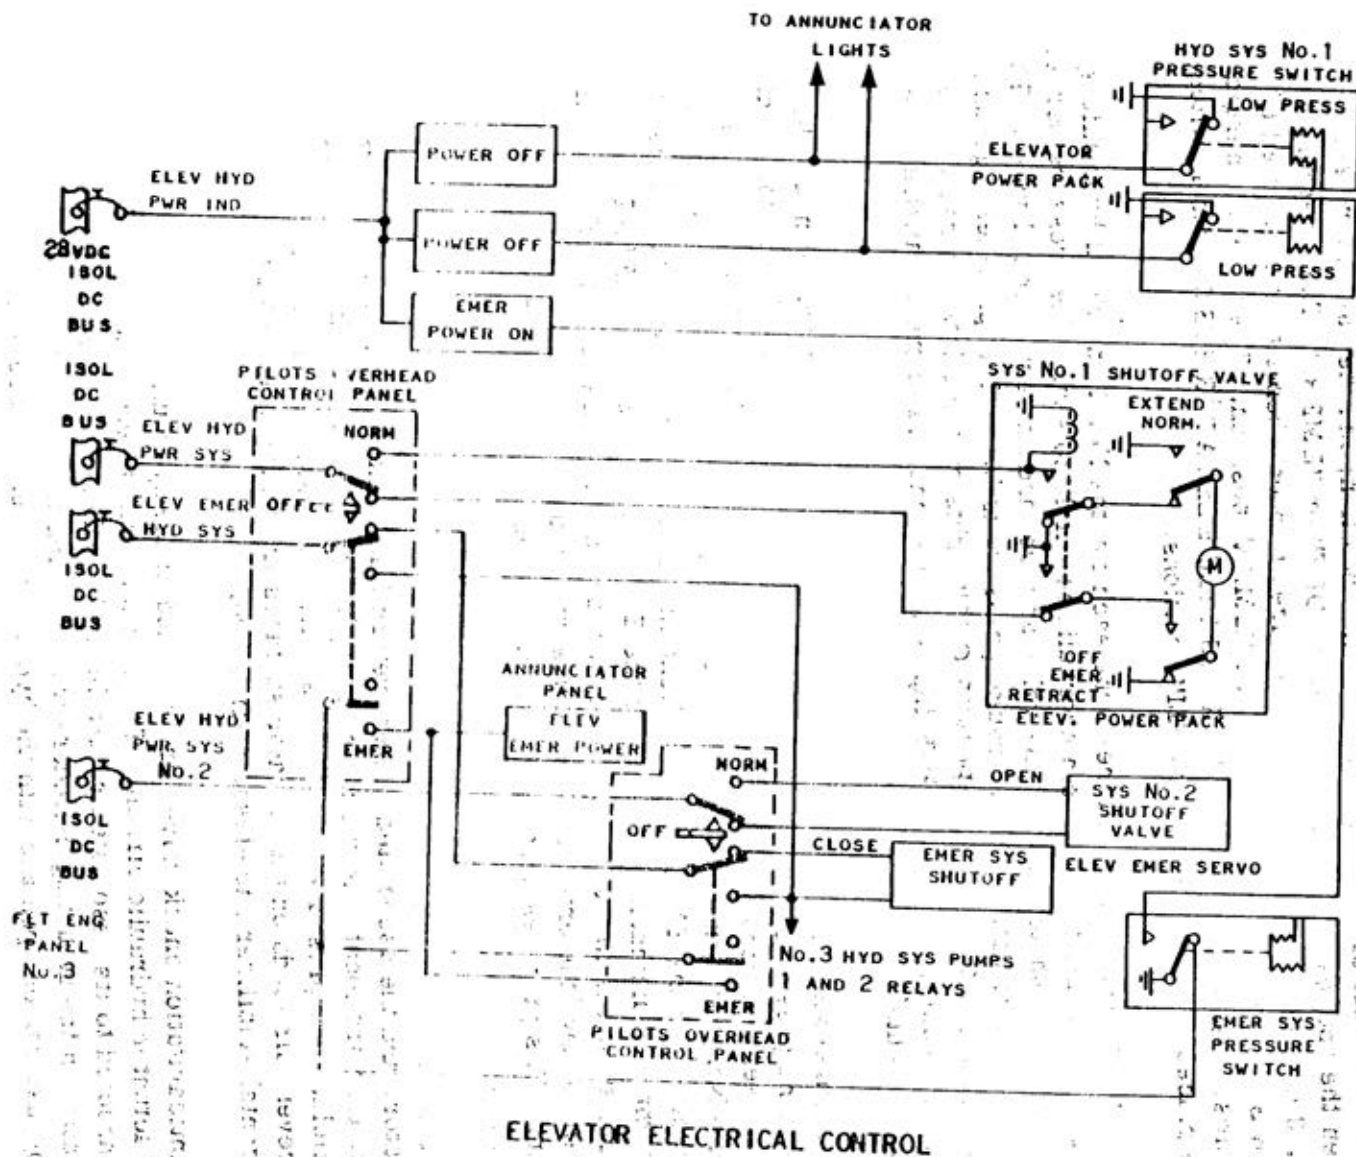 TO ANNUNCIATOR
LIGHTS
HYD SYS No.1
PRESSURE SWITCH
LOW PRESS
POWER OFF
ELEVATOR
POWER PACK
ELEV HYD
PWR IND
28VDC
ISOL
DC
BUS
POWER OFF
LOW PRESS
EMER
POWER ON
ISOL
DC
BUS
PILOTS OVERHEAD
CONTROL PANEL
SYS No.1 SHUTOFF VALVE
EXTEND
NORM.
NORM
ELEV HYD
PWR SYS
ELEV EMER
HYD SYS
OFF
ISOL
DC
BUS
M
OFF
EMER
RETRACT
ELEV. POWER PACK
ANNUNCIATOR
PANEL
ELEV
EMER POWER
ELEV HYD
PWR SYS
No.2
EMER
NORM
OPEN
SYS No.2
SHUTOFF
VALVE
ISOL
DC
BUS
OFF
CLOSE
EMER SYS
SHUTOFF
ELEV EMER SERVO
FLT ENG
PANEL
No.3
No.3 HYD SYS PUMPS
1 AND 2 RELAYS
EMER
PILOTS OVERHEAD
CONTROL PANEL
EMER SYS
PRESSURE
SWITCH
ELEVATOR ELECTRICAL CONTROL